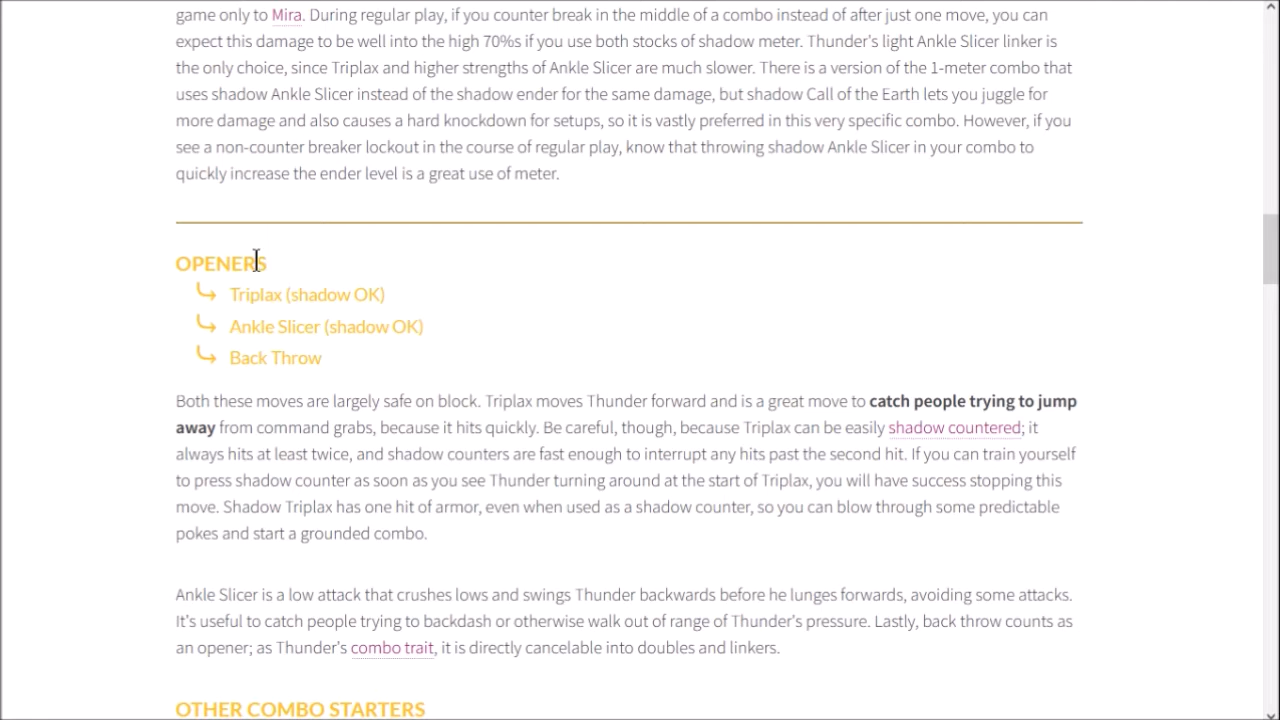 game only to Mira. During regular play, if you counter break in the middle of a combo instead of after just one move, you can
expect this damage to be well into the high 70%s if you use both stocks of shadow meter. Thunder's light Ankle Slicer linker is
the only choice, since Triplax and higher strengths of Ankle Slicer are much slower. There is a version of the 1-meter combo that
uses shadow Ankle Slicer instead of the shadow ender for the same damage, but shadow Call of the Earth lets you juggle for
more damage and also causes a hard knockdown for setups, so it is vastly preferred in this very specific combo. However, if you
see a non-counter breaker lockout in the course of regular play, know that throwing shadow Ankle Slicer in your combo to
quickly increase the ender level is a great use of meter.
OPENERS
Triplax (shadow OK)
Ankle Slicer (shadow OK)
Back Throw
Both these moves are largely safe on block. Triplax moves Thunder forward and is a great move to catch people trying to jump
away from command grabs, because it hits quickly. Be careful, though, because Triplax can be easily shadow countered; it
always hits at least twice, and shadow counters are fast enough to interrupt any hits past the second hit. If you can train yourself
to press shadow counter as soon as you see Thunder turning around at the start of Triplax, you will have success stopping this
move. Shadow Triplax has one hit of armor, even when used as a shadow counter, so you can blow through some predictable
pokes and start a grounded combo.
Ankle Slicer is a low attack that crushes lows and swings Thunder backwards before he lunges forwards, avoiding some attacks.
It's useful to catch people trying to backdash or otherwise walk out of range of Thunder's pressure. Lastly, back throw counts as
an opener; as Thunder's combo trait, it is directly cancelable into doubles and linkers.
OTHER COMBO STARTERS